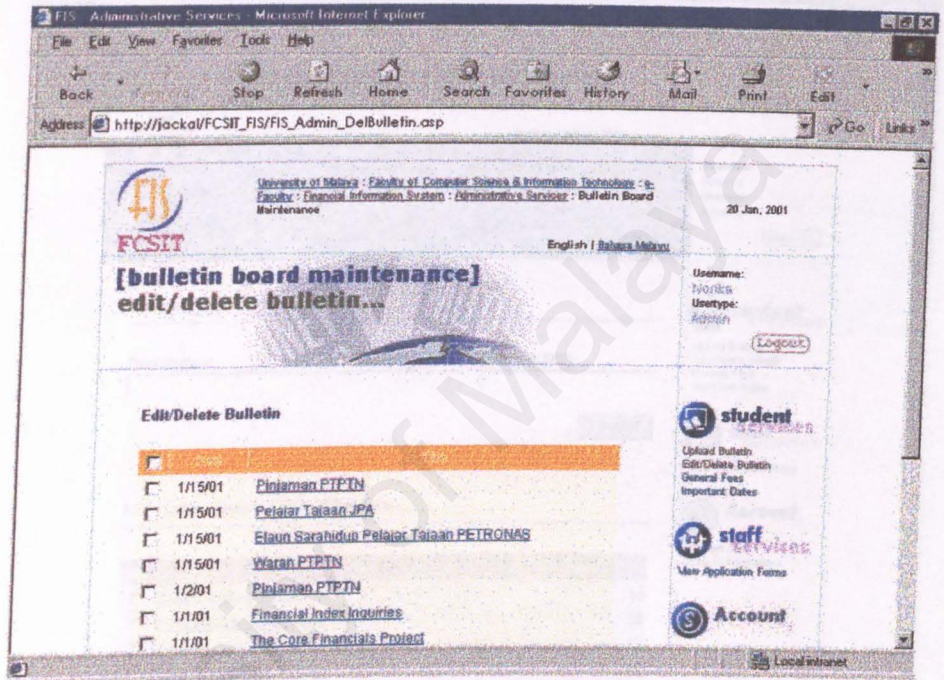 FIS - Administrative Services - Microsoft Internet Explorer
File Edit View Favorites Tools Help
Back Stop Refresh Home Search Favorites History Mail Print Edit
Address http://jackal/FCSIT_FIS/FIS_Admin_DelBulletin.asp Go Links
FIS
FCSIT
University of Malaya : Faculty of Computer Science & Information Technology : e-
Faculty : Financial Information System : Administrative Services : Bulletin Board
Maintenance
20 Jan, 2001
English | Bahasa Melayu
[bulletin board maintenance]
edit/delete bulletin...
Username:
Norika
Usertype:
Admin
Logout
Edit/Delete Bulletin
Date Title
1/15/01 Pinjaman PTPTN
1/15/01 Pelajar Tajaan JPA
1/15/01 Elaun Sarahidup Pelajar Tajaan PETRONAS
1/15/01 Waran PTPTN
1/2/01 Pinjaman PTPTN
1/1/01 Financial Index Inquiries
1/1/01 The Core Financials Project
student
services
Upload Bulletin
Edit/Delete Bulletin
General Fees
Important Dates
staff
services
View Application Forms
Account
Local intranet
of Malaya